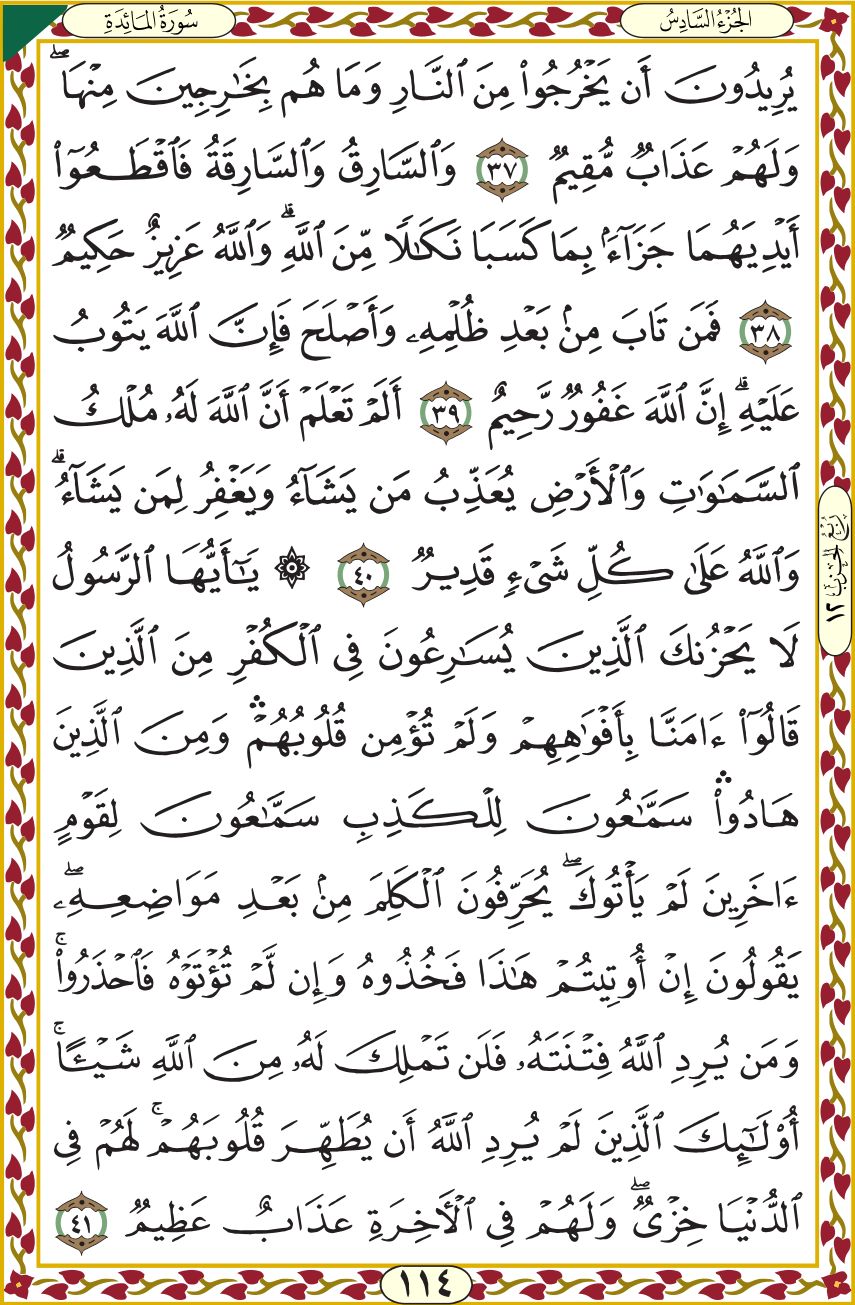 الجُزْءُ السَّادِسُ
سُورَةُ المَائِدَةِ
يُرِيدُونَ أَن يَخْرُجُوا۟ مِنَ ٱلنَّارِ وَمَا هُم بِخَـٰرِجِينَ مِنْهَا ۖ
وَلَهُمْ عَذَابٌ مُّقِيمٌ ٣٧ وَٱلسَّارِقُ وَٱلسَّارِقَةُ فَٱقْطَعُوٓا۟
أَيْدِيَهُمَا جَزَآءًۢ بِمَا كَسَبَا نَكَـٰلًا مِّنَ ٱللَّهِ ۗ وَٱللَّهُ عَزِيزٌ حَكِيمٌ
٣٨ فَمَن تَابَ مِنۢ بَعْدِ ظُلْمِهِۦ وَأَصْلَحَ فَإِنَّ ٱللَّهَ يَتُوبُ
عَلَيْهِ ۗ إِنَّ ٱللَّهَ غَفُورٌ رَّحِيمٌ ٣٩ أَلَمْ تَعْلَمْ أَنَّ ٱللَّهَ لَهُۥ مُلْكُ
ٱلسَّمَـٰوَٰتِ وَٱلْأَرْضِ يُعَذِّبُ مَن يَشَآءُ وَيَغْفِرُ لِمَن يَشَآءُ ۗ
وَٱللَّهُ عَلَىٰ كُلِّ شَىْءٍ قَدِيرٌ ٤٠ ۞ يَـٰٓأَيُّهَا ٱلرَّسُولُ
لَا يَحْزُنكَ ٱلَّذِينَ يُسَـٰرِعُونَ فِى ٱلْكُفْرِ مِنَ ٱلَّذِينَ
قَالُوٓا۟ ءَامَنَّا بِأَفْوَٰهِهِمْ وَلَمْ تُؤْمِن قُلُوبُهُمْ ۛ وَمِنَ ٱلَّذِينَ
هَادُوا۟ ۛ سَمَّـٰعُونَ لِلْكَذِبِ سَمَّـٰعُونَ لِقَوْمٍ
ءَاخَرِينَ لَمْ يَأْتُوكَ ۖ يُحَرِّفُونَ ٱلْكَلِمَ مِنۢ بَعْدِ مَوَاضِعِهِۦ ۖ
يَقُولُونَ إِنْ أُوتِيتُمْ هَـٰذَا فَخُذُوهُ وَإِن لَّمْ تُؤْتَوْهُ فَٱحْذَرُوا۟ ۚ
وَمَن يُرِدِ ٱللَّهُ فِتْنَتَهُۥ فَلَن تَمْلِكَ لَهُۥ مِنَ ٱللَّهِ شَيْـًٔا ۚ
أُو۟لَـٰٓئِكَ ٱلَّذِينَ لَمْ يُرِدِ ٱللَّهُ أَن يُطَهِّرَ قُلُوبَهُمْ ۚ لَهُمْ فِى
ٱلدُّنْيَا خِزْىٌ ۖ وَلَهُمْ فِى ٱلْـَٔاخِرَةِ عَذَابٌ عَظِيمٌ ٤١
رُبْعُ الحِزْبِ ١٢
١١٤